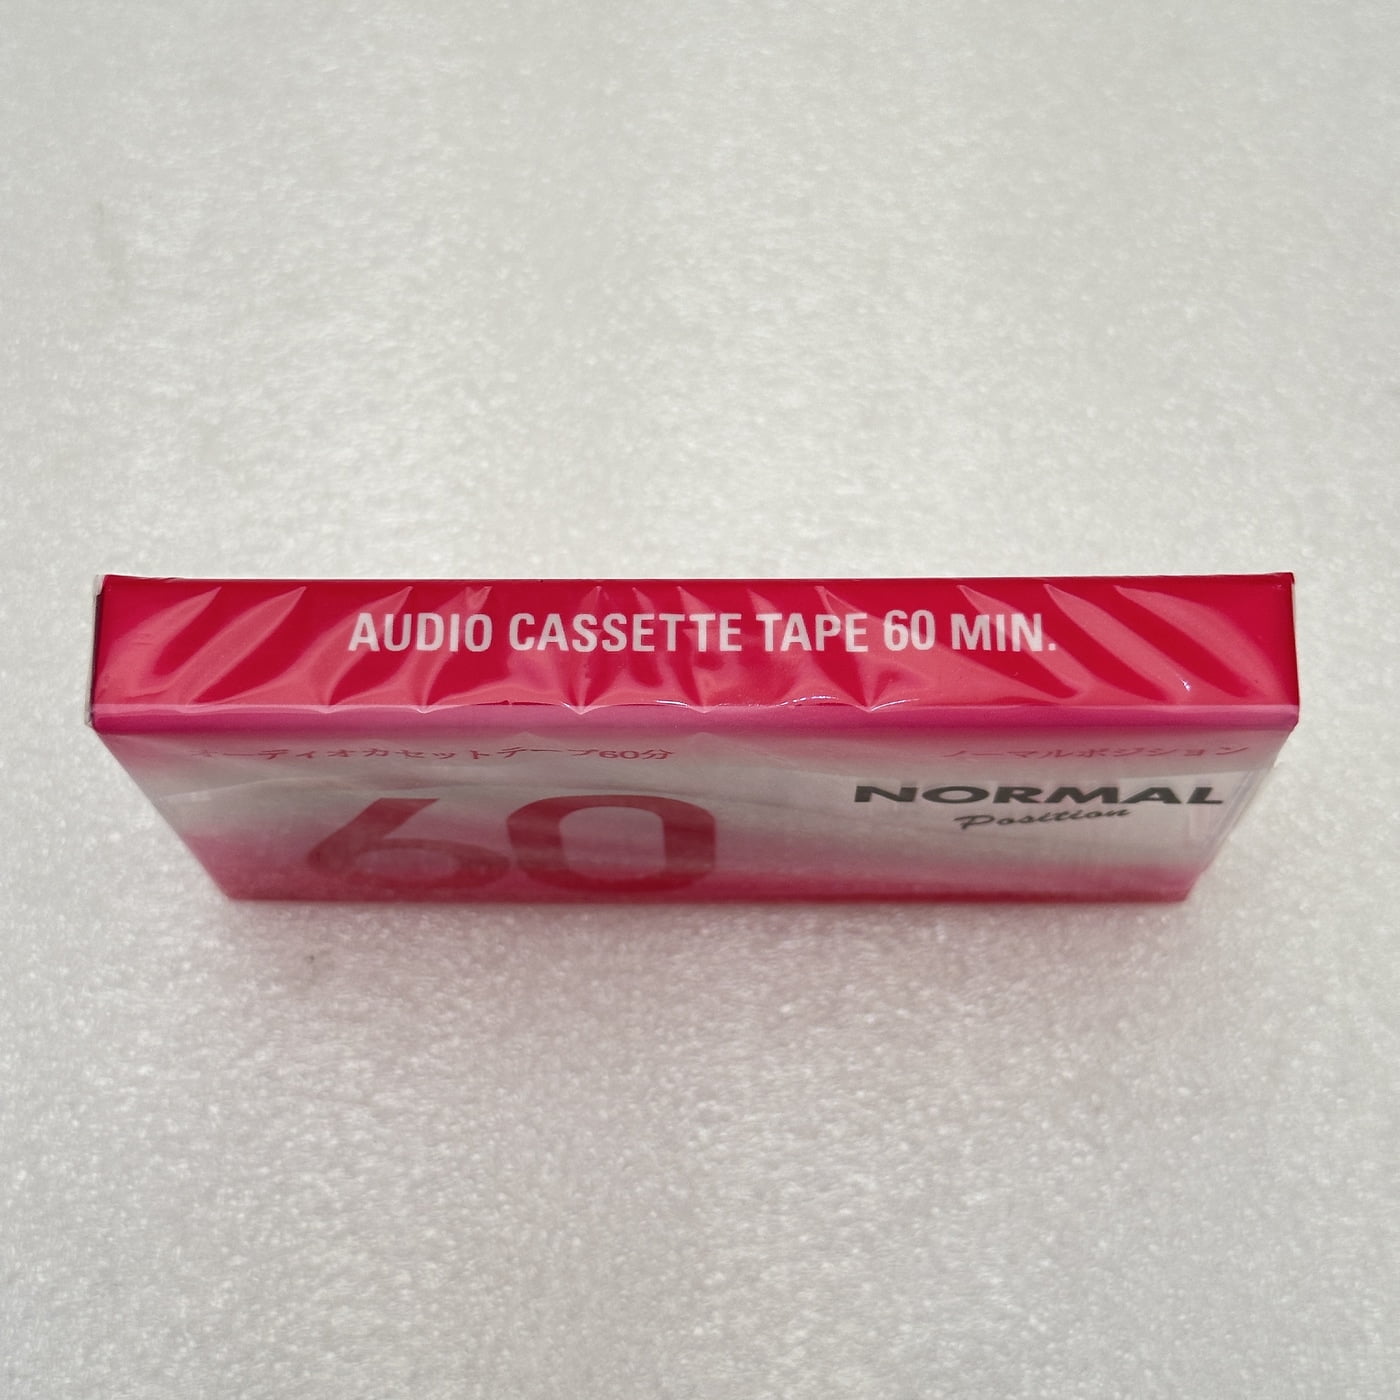 AUDIO CASSETTE TAPE 60 MIN.
オーディオカセットテープ60分
ノーマルポジション
NORMAL
Position
60